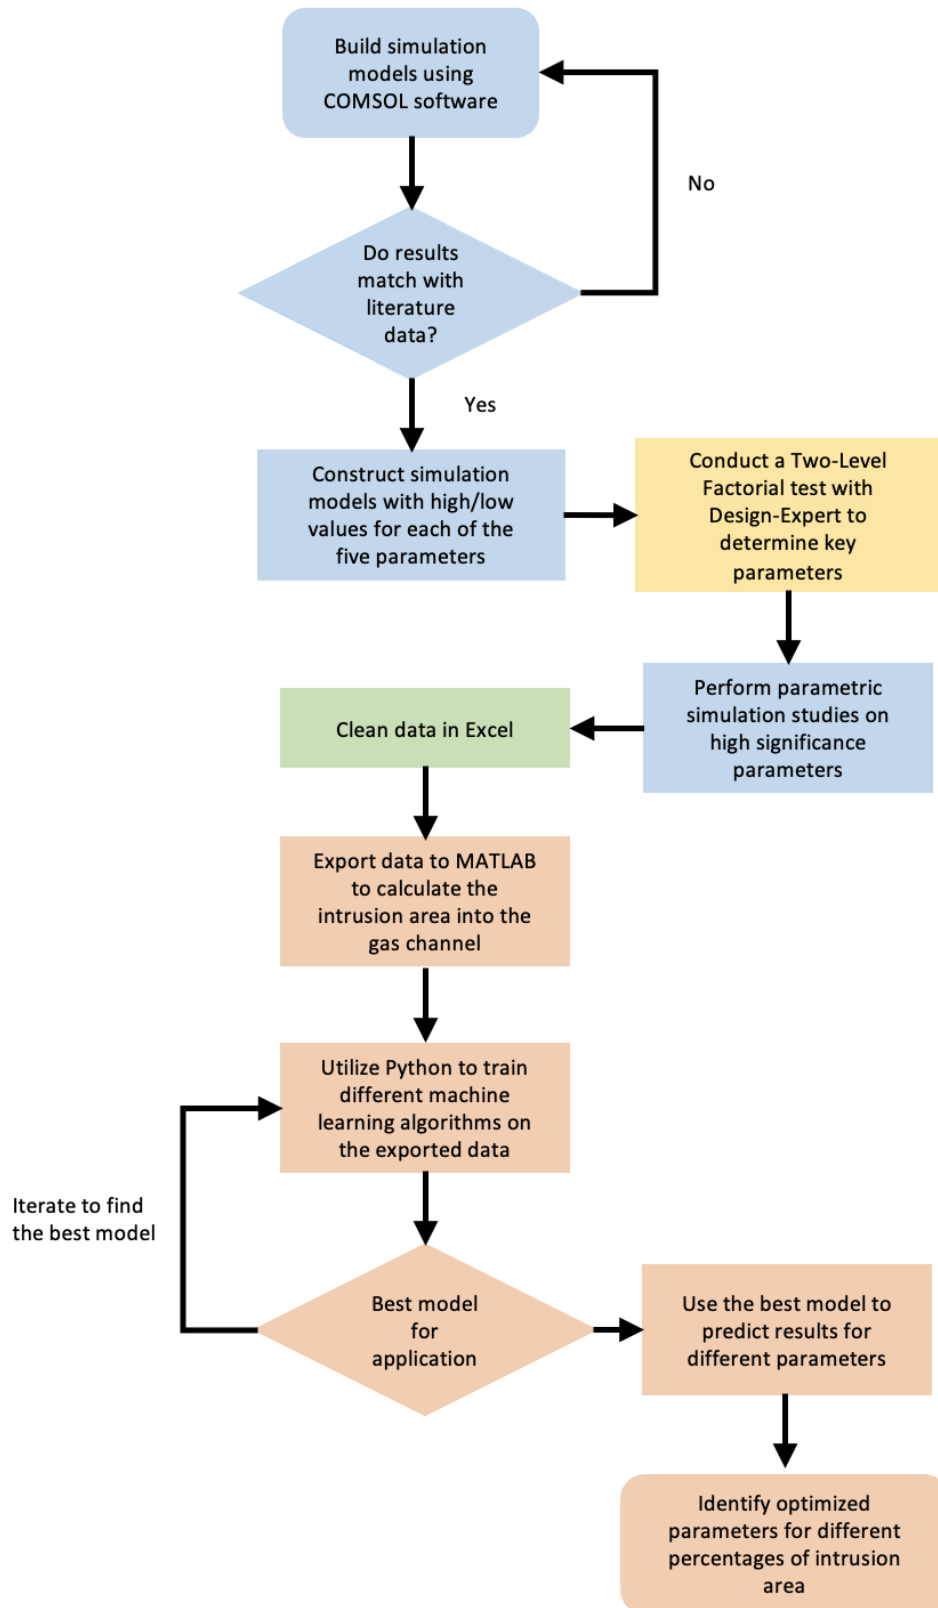 Build simulation
models using
COMSOL software
No
Do results
match with
literature
data?
Yes
Construct simulation
models with high/low
values for each of the
five parameters
Conduct a Two-Level
Factorial test with
Design-Expert to
determine key
parameters
Perform parametric
simulation studies on
high significance
parameters
Clean data in Excel
Export data to MATLAB
to calculate the
intrusion area into the
gas channel
Utilize Python to train
different machine
learning algorithms on
the exported data
Iterate to find
the best model
Best model
for
application
Use the best model to
predict results for
different parameters
Identify optimized
parameters for different
percentages of intrusion
area